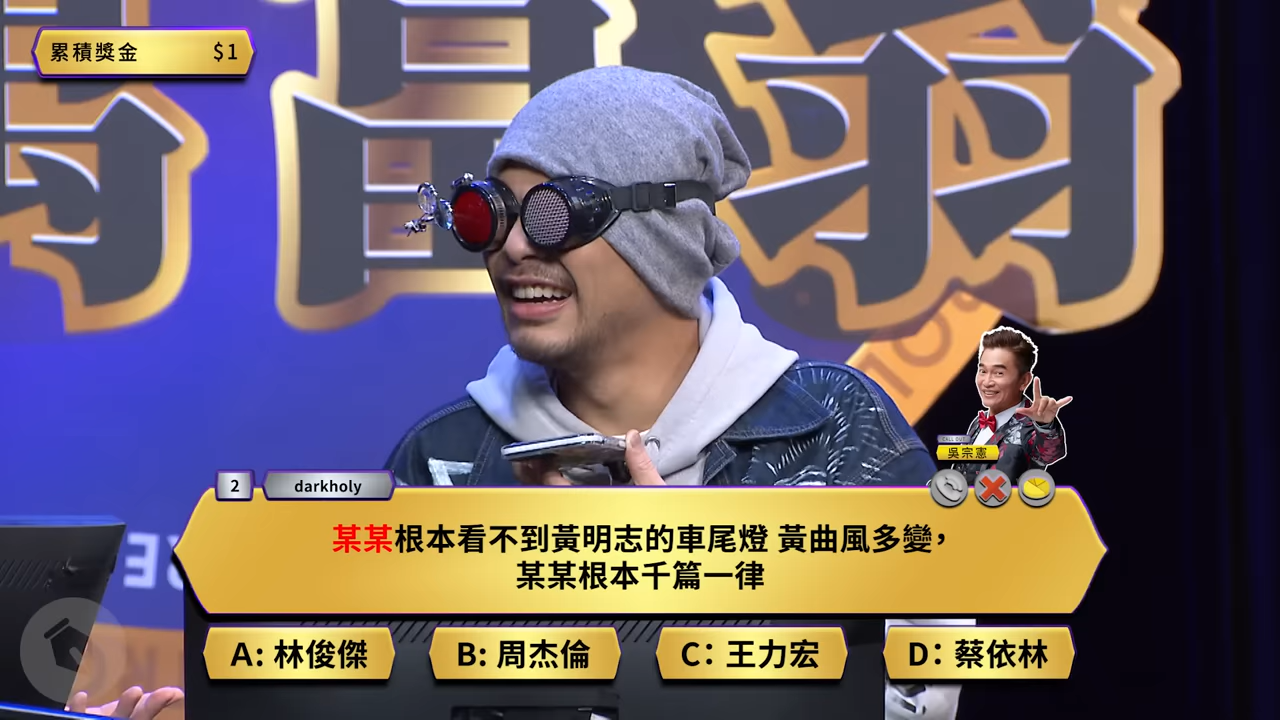 累積獎金 $1
CALL OUT
吳宗憲
2 darkholy
某某根本看不到黃明志的車尾燈 黃曲風多變，
某某根本千篇一律
A: 林俊傑 B: 周杰倫 C: 王力宏 D: 蔡依林